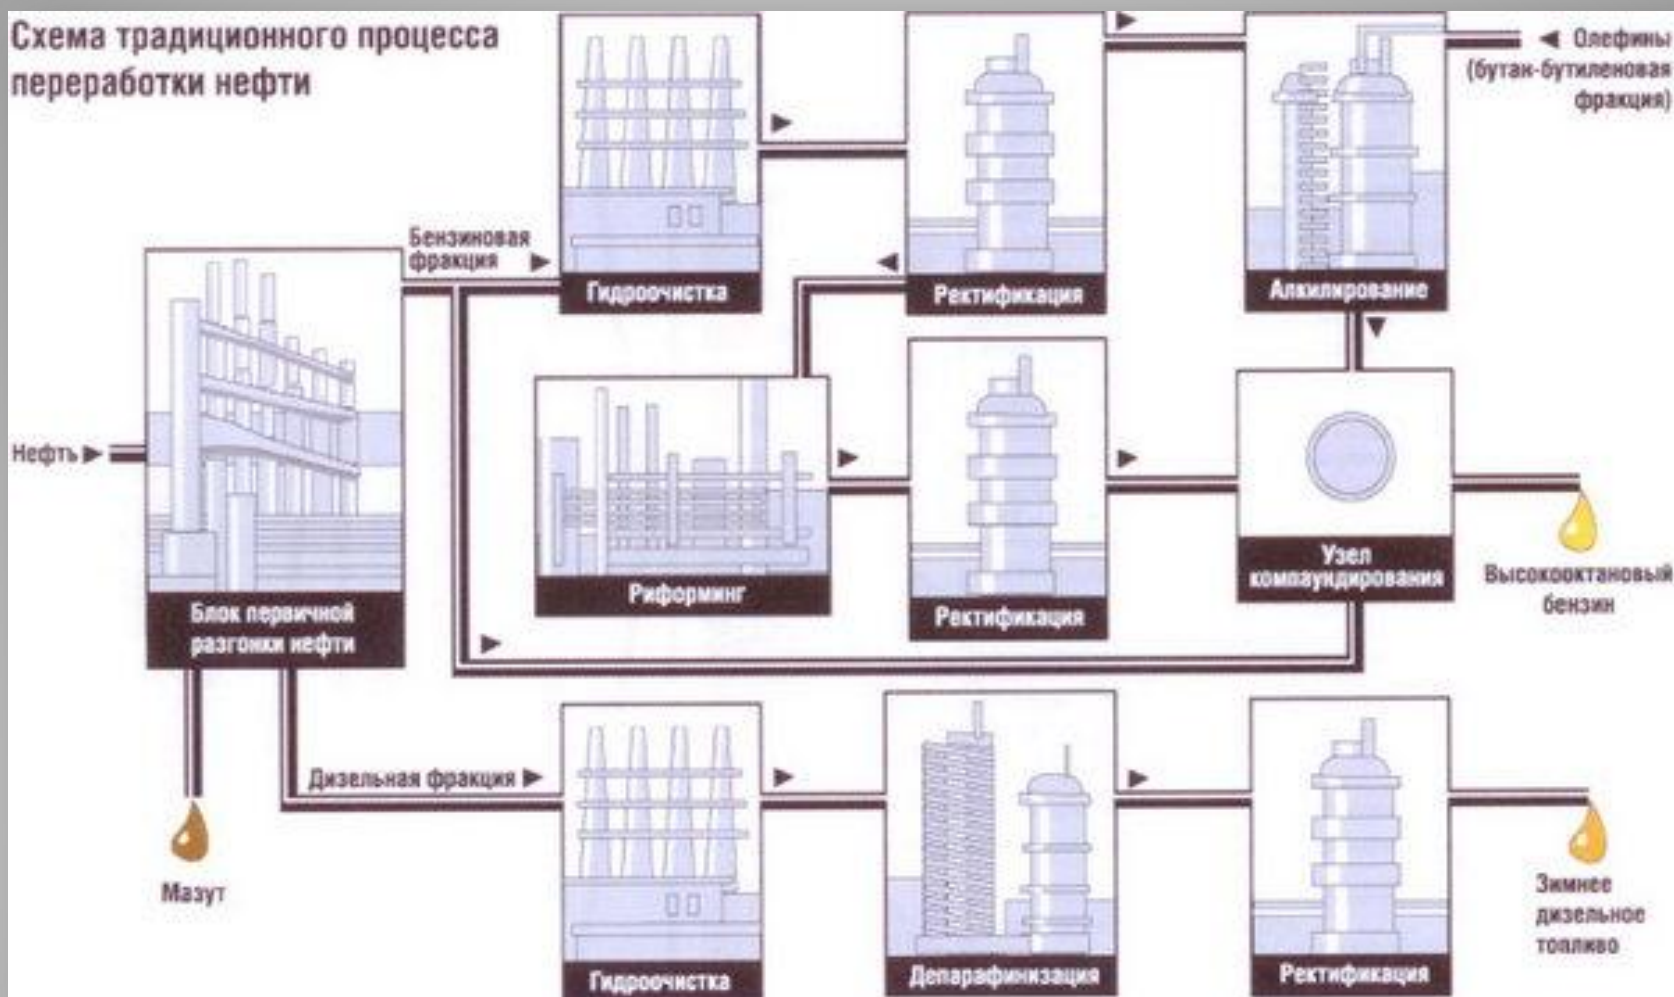 Схема традиционного процесса
переработки нефти
Олефины
(бутан-бутиленовая
фракция)
Бензиновая
фракция
Гидроочистка
Ректификация
Алкилирование
Нефть
Блок первичной
разгонки нефти
Риформинг
Ректификация
Узел
компаундирования
Высокооктановый
бензин
Дизельная фракция
Мазут
Гидроочистка
Депарафинизация
Ректификация
Зимнее
дизельное
топливо